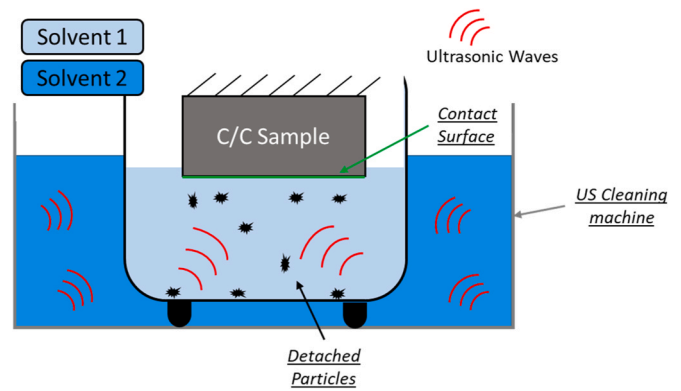 Solvent 1
Solvent 2
Ultrasonic Waves
C/C Sample
Contact
Surface
US Cleaning
machine
Detached
Particles